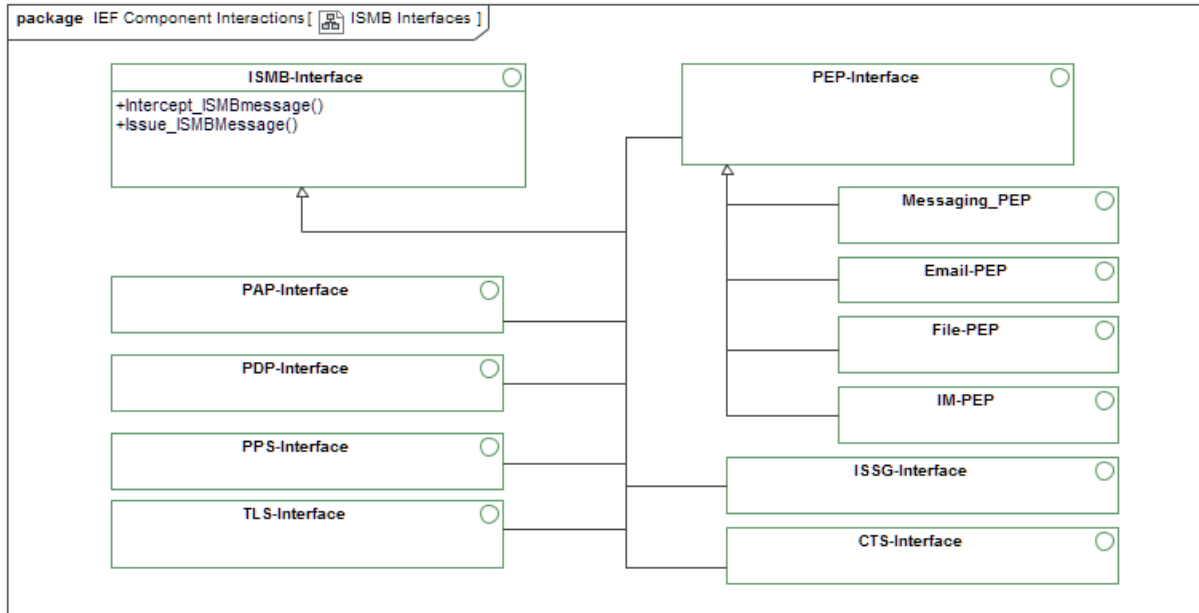 package IEF Component Interactions[ ISMB Interfaces ]
ISMB-Interface
+Intercept_ISMBmessage()
+Issue_ISMBMessage()
PEP-Interface
Messaging_PEP
Email-PEP
File-PEP
IM-PEP
PAP-Interface
PDP-Interface
PPS-Interface
TLS-Interface
ISSG-Interface
CTS-Interface